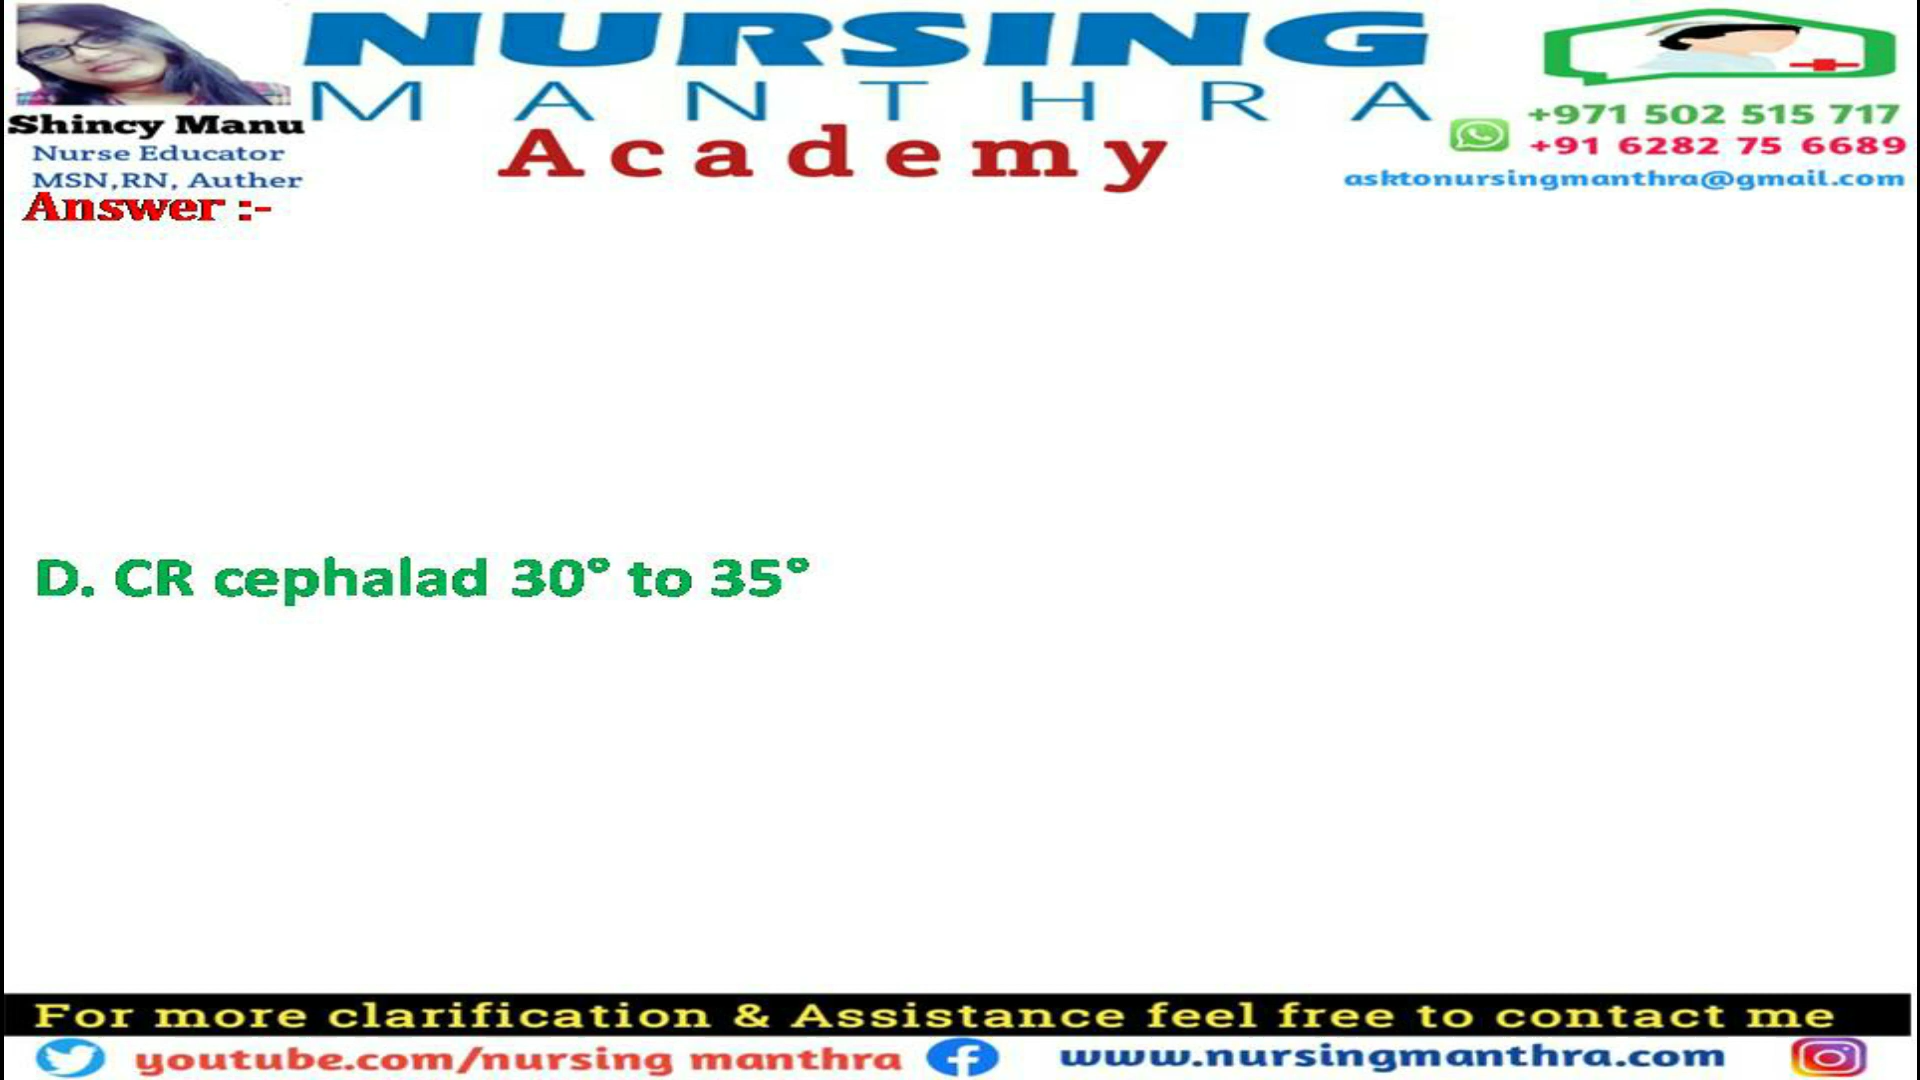 NURSING
MANTHRA
Academy
Shincy Manu
Nurse Educator
MSN,RN, Auther
+971 502 515 717
+91 6282 75 6689
asktonursingmanthra@gmail.com
Answer :-
D. CR cephalad 30° to 35°
For more clarification & Assistance feel free to contact me
youtube.com/nursing manthra
www.nursingmanthra.com